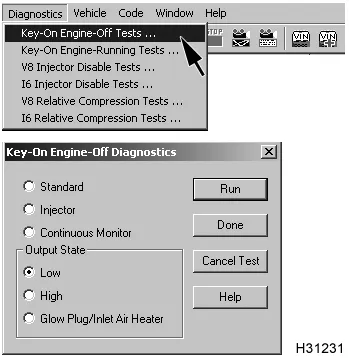 Diagnostics Vehicle Code Window Help
Key-On Engine-Off Tests ...
Key-On Engine-Running Tests ...
V8 Injector Disable Tests ...
I6 Injector Disable Tests ...
V8 Relative Compression Tests ...
I6 Relative Compression Tests ...
STOP
VIN
VIN
Key-On Engine-Off Diagnostics
Standard
Injector
Continuous Monitor
Output State
Low
High
Glow Plug/Inlet Air Heater
Run
Done
Cancel Test
Help
H31231